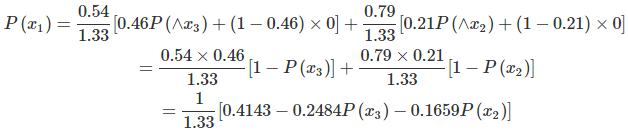 P(x₁) = 0.54/1.33 [0.46P(∧x₃) + (1 − 0.46) × 0] + 0.79/1.33 [0.21P(∧x₂) + (1 − 0.21) × 0]
= 0.54 × 0.46/1.33 [1 − P(x₃)] + 0.79 × 0.21/1.33 [1 − P(x₂)]
= 1/1.33 [0.4143 − 0.2484P(x₃) − 0.1659P(x₂)]